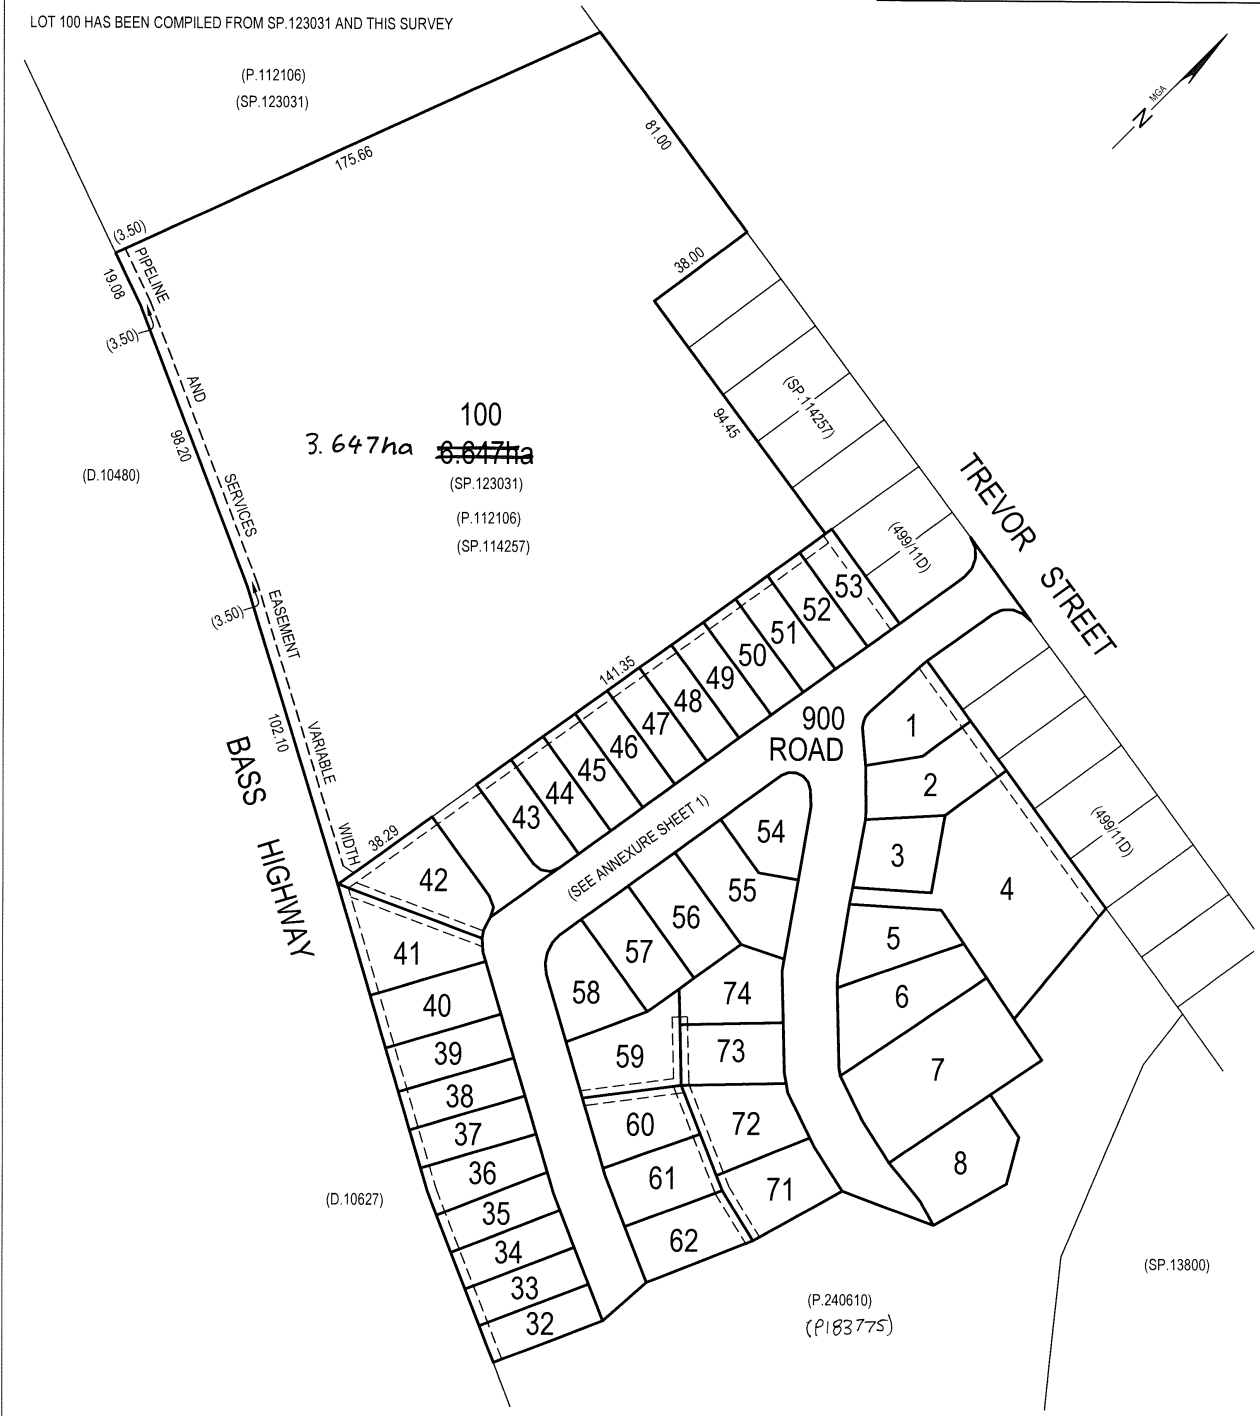 LOT 100 HAS BEEN COMPILED FROM SP.123031 AND THIS SURVEY
(P.112106)
(SP.123031)
MGA
N
81.00
175.66
(3.50)
PIPELINE
19.08
38.00
(3.50)
AND
(SP.114257)
100
3.647ha
6.647ha
94.45
98.20
(D.10480)
(SP.123031)
SERVICES
(P.112106)
(SP.114257)
TREVOR STREET
(499/11D)
(3.50)
EASEMENT
53
52
51
50
49
48
47
46
45
44
43
42
141.35
102.10
VARIABLE
WIDTH
38.29
BASS HIGHWAY
900
ROAD
(SEE ANNEXURE SHEET 1)
1
2
3
4
(499/11D)
54
55
56
57
58
5
6
7
8
41
40
39
38
37
36
35
34
33
32
59
60
61
62
74
73
72
71
(D.10627)
(SP.13800)
(P.240610)
(P183775)